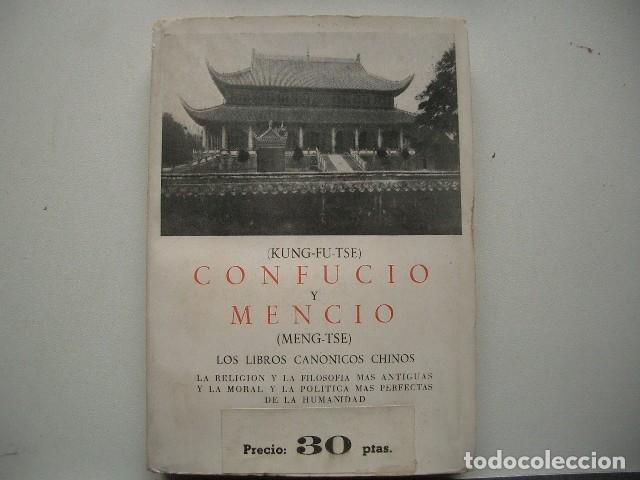 (KUNG-FU-TSE)
CONFUCIO
Y
MENCIO
(MENG-TSE)
LOS LIBROS CANONICOS CHINOS
LA RELIGION Y LA FILOSOFIA MAS ANTIGUAS
Y LA MORAL Y LA POLITICA MAS PERFECTAS
DE LA HUMANIDAD
Precio: 30 ptas.
todocoleccion